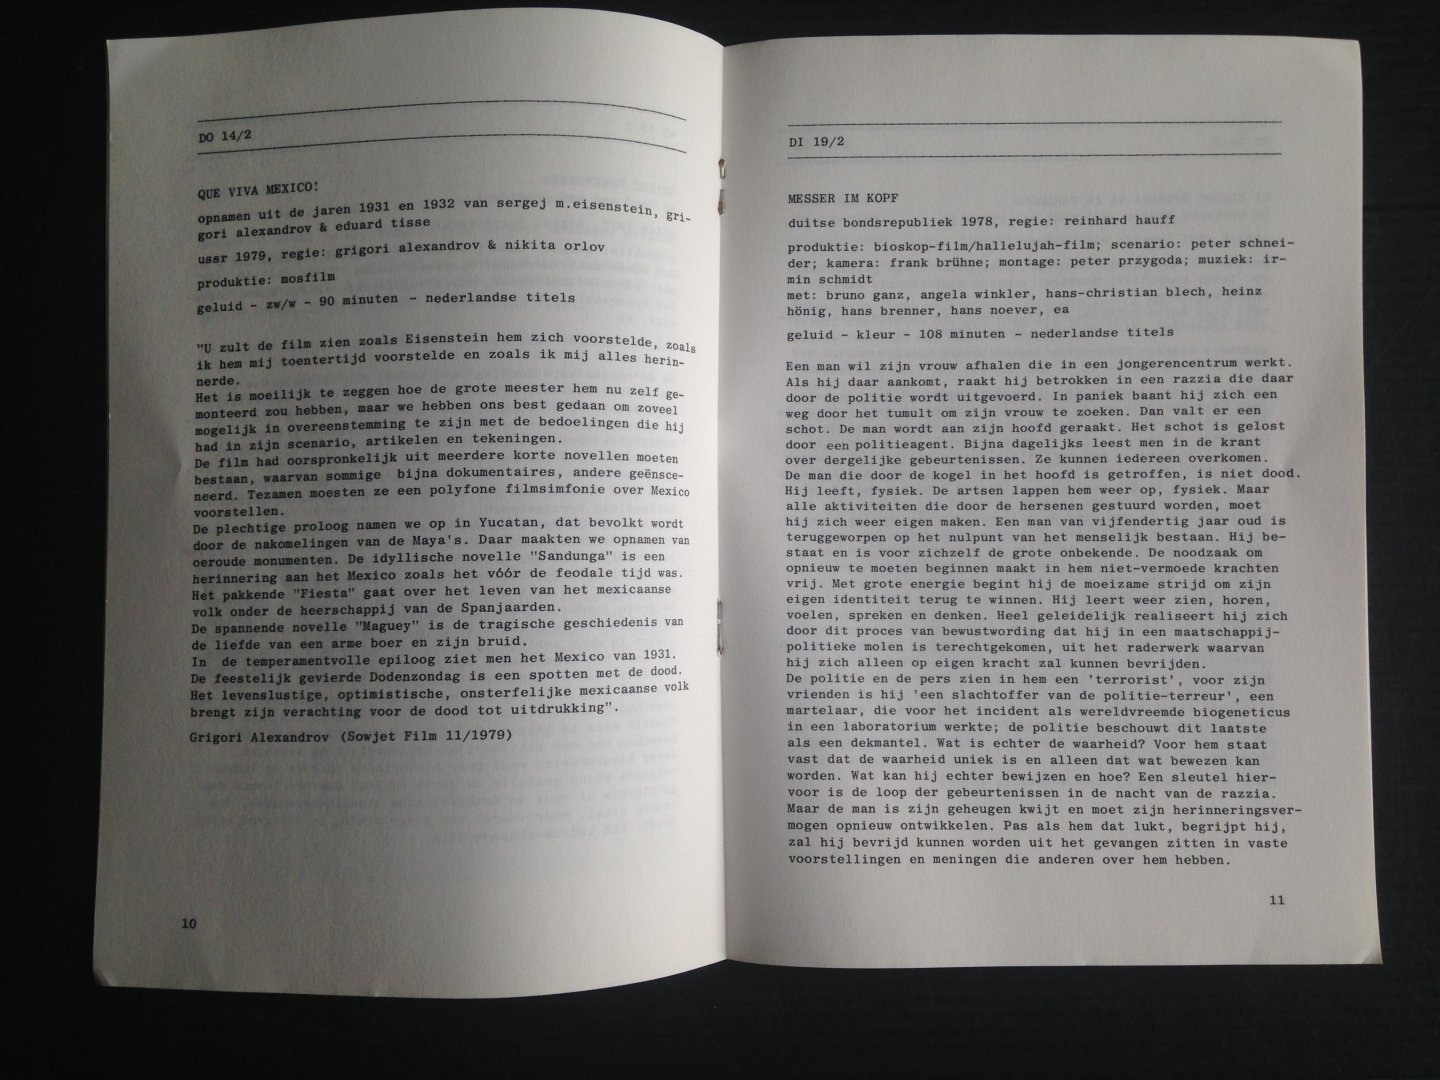 DO 14/2
QUE VIVA MEXICO!
opnamen uit de jaren 1931 en 1932 van sergej m.eisenstein, gri-
gori alexandrov & eduard tisse
ussr 1979, regie: grigori alexandrov & nikita orlov
produktie: mosfilm
geluid - zw/w - 90 minuten - nederlandse titels
"U zult de film zien zoals Eisenstein hem zich voorstelde, zoals
ik hem mij toentertijd voorstelde en zoals ik mij alles herin-
nerde.
Het is moeilijk te zeggen hoe de grote meester hem nu zelf ge-
monteerd zou hebben, maar we hebben ons best gedaan om zoveel
mogelijk in overeenstemming te zijn met de bedoelingen die hij
had in zijn scenario, artikelen en tekeningen.
De film had oorspronkelijk uit meerdere korte novellen moeten
bestaan, waarvan sommige bijna dokumentaires, andere geënsce-
neerd. Tezamen moesten ze een polyfone filmsimfonie over Mexico
voorstellen.
De plechtige proloog namen we op in Yucatan, dat bevolkt wordt
door de nakomelingen van de Maya's. Daar maakten we opnamen van
oeroude monumenten. De idyllische novelle "Sandunga" is een
herinnering aan het Mexico zoals het vóór de feodale tijd was.
Het pakkende "Fiesta" gaat over het leven van het mexicaanse
volk onder de heerschappij van de Spanjaarden.
De spannende novelle "Maguey" is de tragische geschiedenis van
de liefde van een arme boer en zijn bruid.
In de temperamentvolle epiloog ziet men het Mexico van 1931.
De feestelijk gevierde Dodenzondag is een spotten met de dood.
Het levenslustige, optimistische, onsterfelijke mexicaanse volk
brengt zijn verachting voor de dood tot uitdrukking".
Grigori Alexandrov (Sowjet Film 11/1979)
10
DI 19/2
MESSER IM KOPF
duitse bondsrepubliek 1978, regie: reinhard hauff
produktie: bioskop-film/hallelujah-film; scenario: peter schnei-
der; kamera: frank brühne; montage: peter przygoda; muziek: ir-
min schmidt
met: bruno ganz, angela winkler, hans-christian blech, heinz
hönig, hans brenner, hans noever, ea
geluid - kleur - 108 minuten - nederlandse titels
Een man wil zijn vrouw afhalen die in een jongerencentrum werkt.
Als hij daar aankomt, raakt hij betrokken in een razzia die daar
door de politie wordt uitgevoerd. In paniek baant hij zich een
weg door het tumult om zijn vrouw te zoeken. Dan valt er een
schot. De man wordt aan zijn hoofd geraakt. Het schot is gelost
door een politieagent. Bijna dagelijks leest men in de krant
over dergelijke gebeurtenissen. Ze kunnen iedereen overkomen.
De man die door de kogel in het hoofd is getroffen, is niet dood.
Hij leeft, fysiek. De artsen lappen hem weer op, fysiek. Maar
alle aktiviteiten die door de hersenen gestuurd worden, moet
hij zich weer eigen maken. Een man van vijfendertig jaar oud is
teruggeworpen op het nulpunt van het menselijk bestaan. Hij be-
staat en is voor zichzelf de grote onbekende. De noodzaak om
opnieuw te moeten beginnen maakt in hem niet-vermoede krachten
vrij. Met grote energie begint hij de moeizame strijd om zijn
eigen identiteit terug te winnen. Hij leert weer zien, horen,
voelen, spreken en denken. Heel geleidelijk realiseert hij zich
door dit proces van bewustwording dat hij in een maatschappij-
politieke molen is terechtgekomen, uit het raderwerk waarvan
hij zich alleen op eigen kracht zal kunnen bevrijden.
De politie en de pers zien in hem een 'terrorist', voor zijn
vrienden is hij 'een slachtoffer van de politie-terreur', een
martelaar, die voor het incident als wereldvreemde biogeneticus
in een laboratorium werkte; de politie beschouwt dit laatste
als een dekmantel. Wat is echter de waarheid? Voor hem staat
vast dat de waarheid uniek is en alleen dat wat bewezen kan
worden. Wat kan hij echter bewijzen en hoe? Een sleutel hier-
voor is de loop der gebeurtenissen in de nacht van de razzia.
Maar de man is zijn geheugen kwijt en moet zijn herinneringsver-
mogen opnieuw ontwikkelen. Pas als hem dat lukt, begrijpt hij,
zal hij bevrijd kunnen worden uit het gevangen zitten in vaste
voorstellingen en meningen die anderen over hem hebben.
11